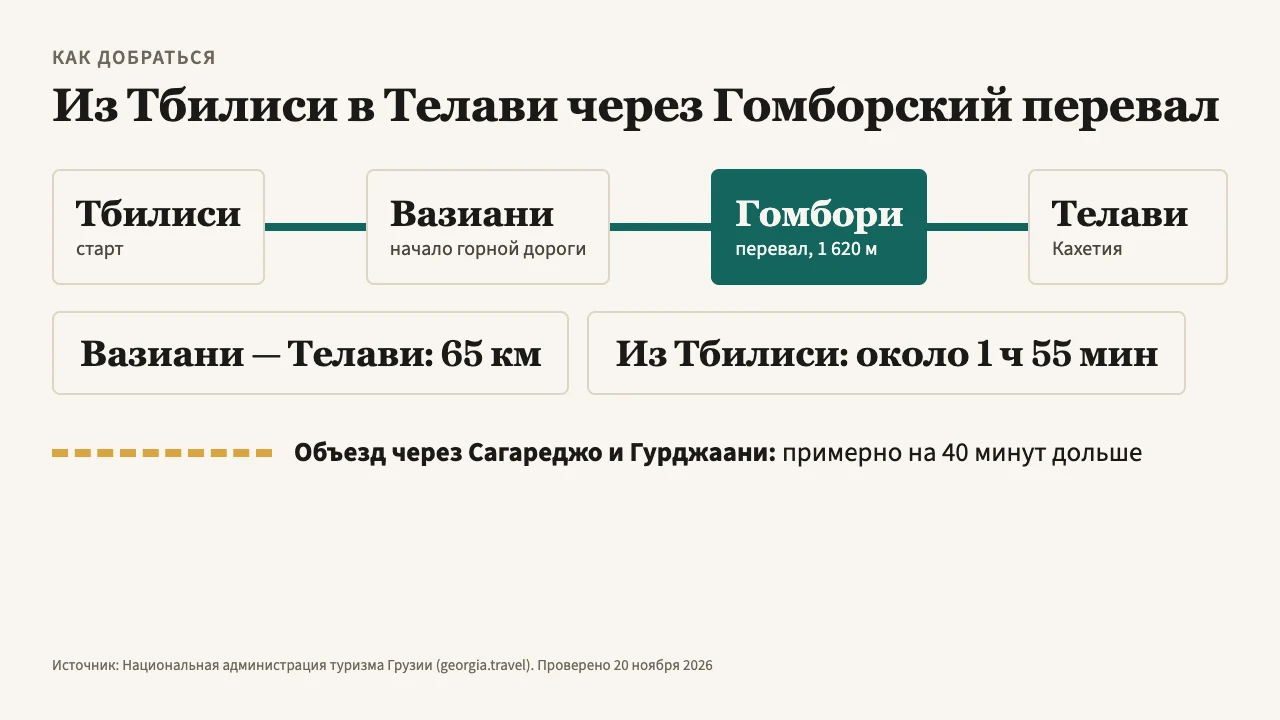 КАК ДОБРАТЬСЯ
Из Тбилиси в Телави через Гомборский перевал
Тбилиси
старт
Вазиани
начало горной дороги
Гомбори
перевал, 1 620 м
Телави
Кахетия
Вазиани — Телави: 65 км
Из Тбилиси: около 1 ч 55 мин
Объезд через Сагареджо и Гурджаани: примерно на 40 минут дольше
Источник: Национальная администрация туризма Грузии (georgia.travel). Проверено 20 ноября 2026